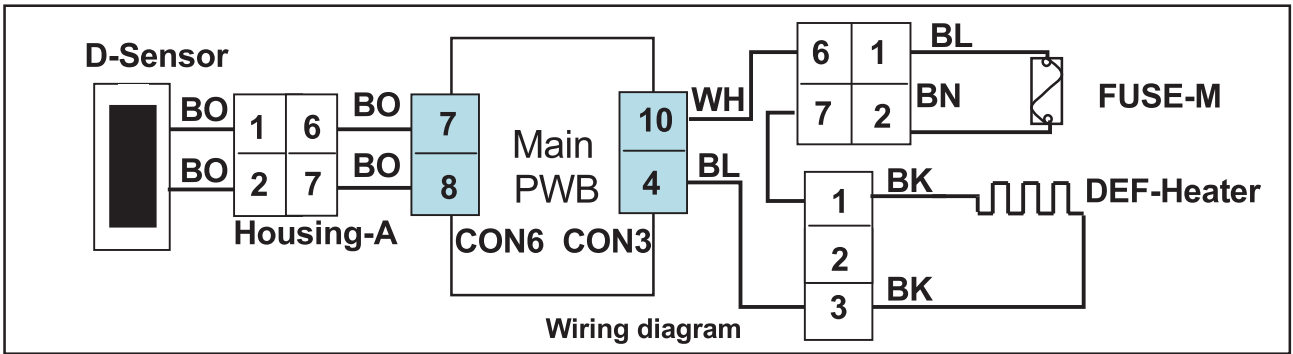 D-Sensor
BO
BO
1 6
2 7
Housing-A
BO
BO
7
8
CON6
Main
PWB
10
4
CON3
WH
BL
6 1
7 2
BL
BN
FUSE-M
1
2
3
BK
BK
DEF-Heater
Wiring diagram